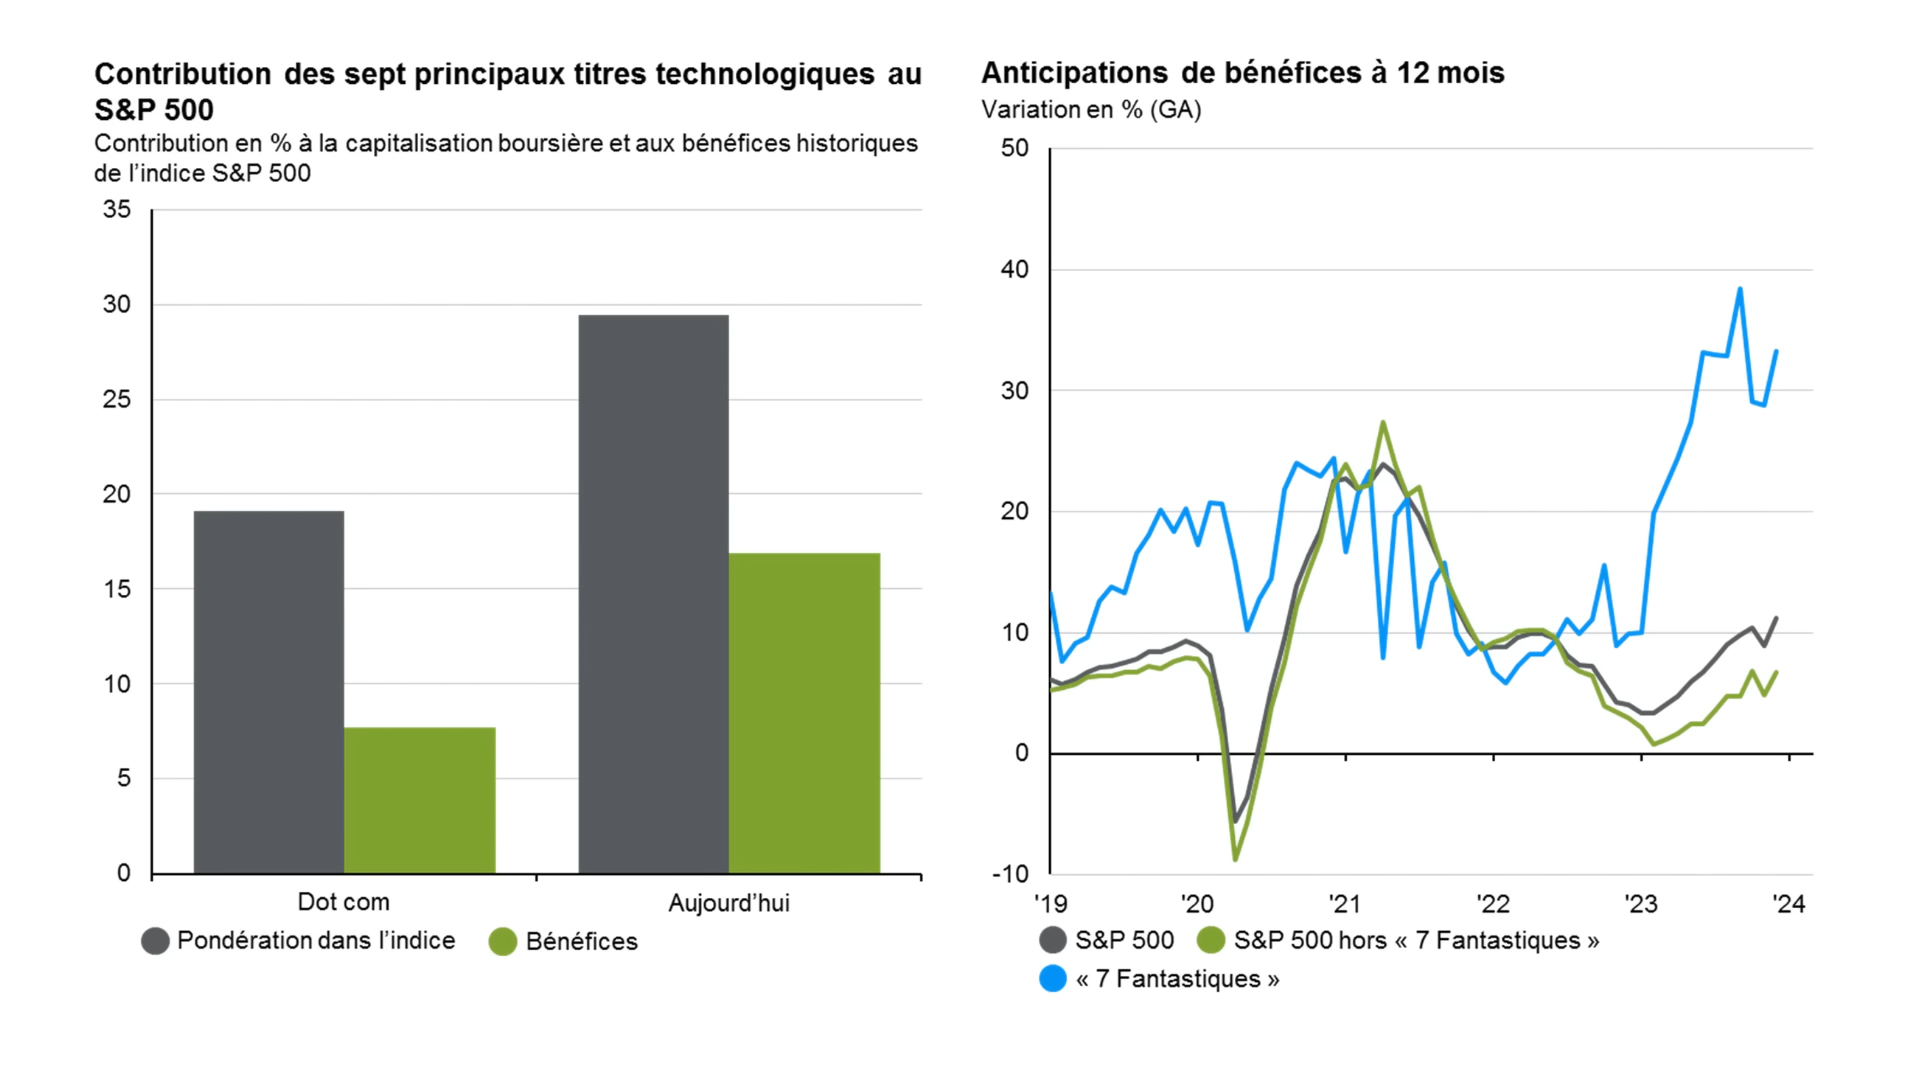 Contribution des sept principaux titres technologiques au
S&P 500
Contribution en % à la capitalisation boursière et aux bénéfices historiques
de l’indice S&P 500
35
30
25
20
15
10
5
0
Dot com
Aujourd’hui
Pondération dans l’indice
Bénéfices
Anticipations de bénéfices à 12 mois
Variation en % (GA)
50
40
30
20
10
0
-10
'19
'20
'21
'22
'23
'24
S&P 500
S&P 500 hors « 7 Fantastiques »
« 7 Fantastiques »